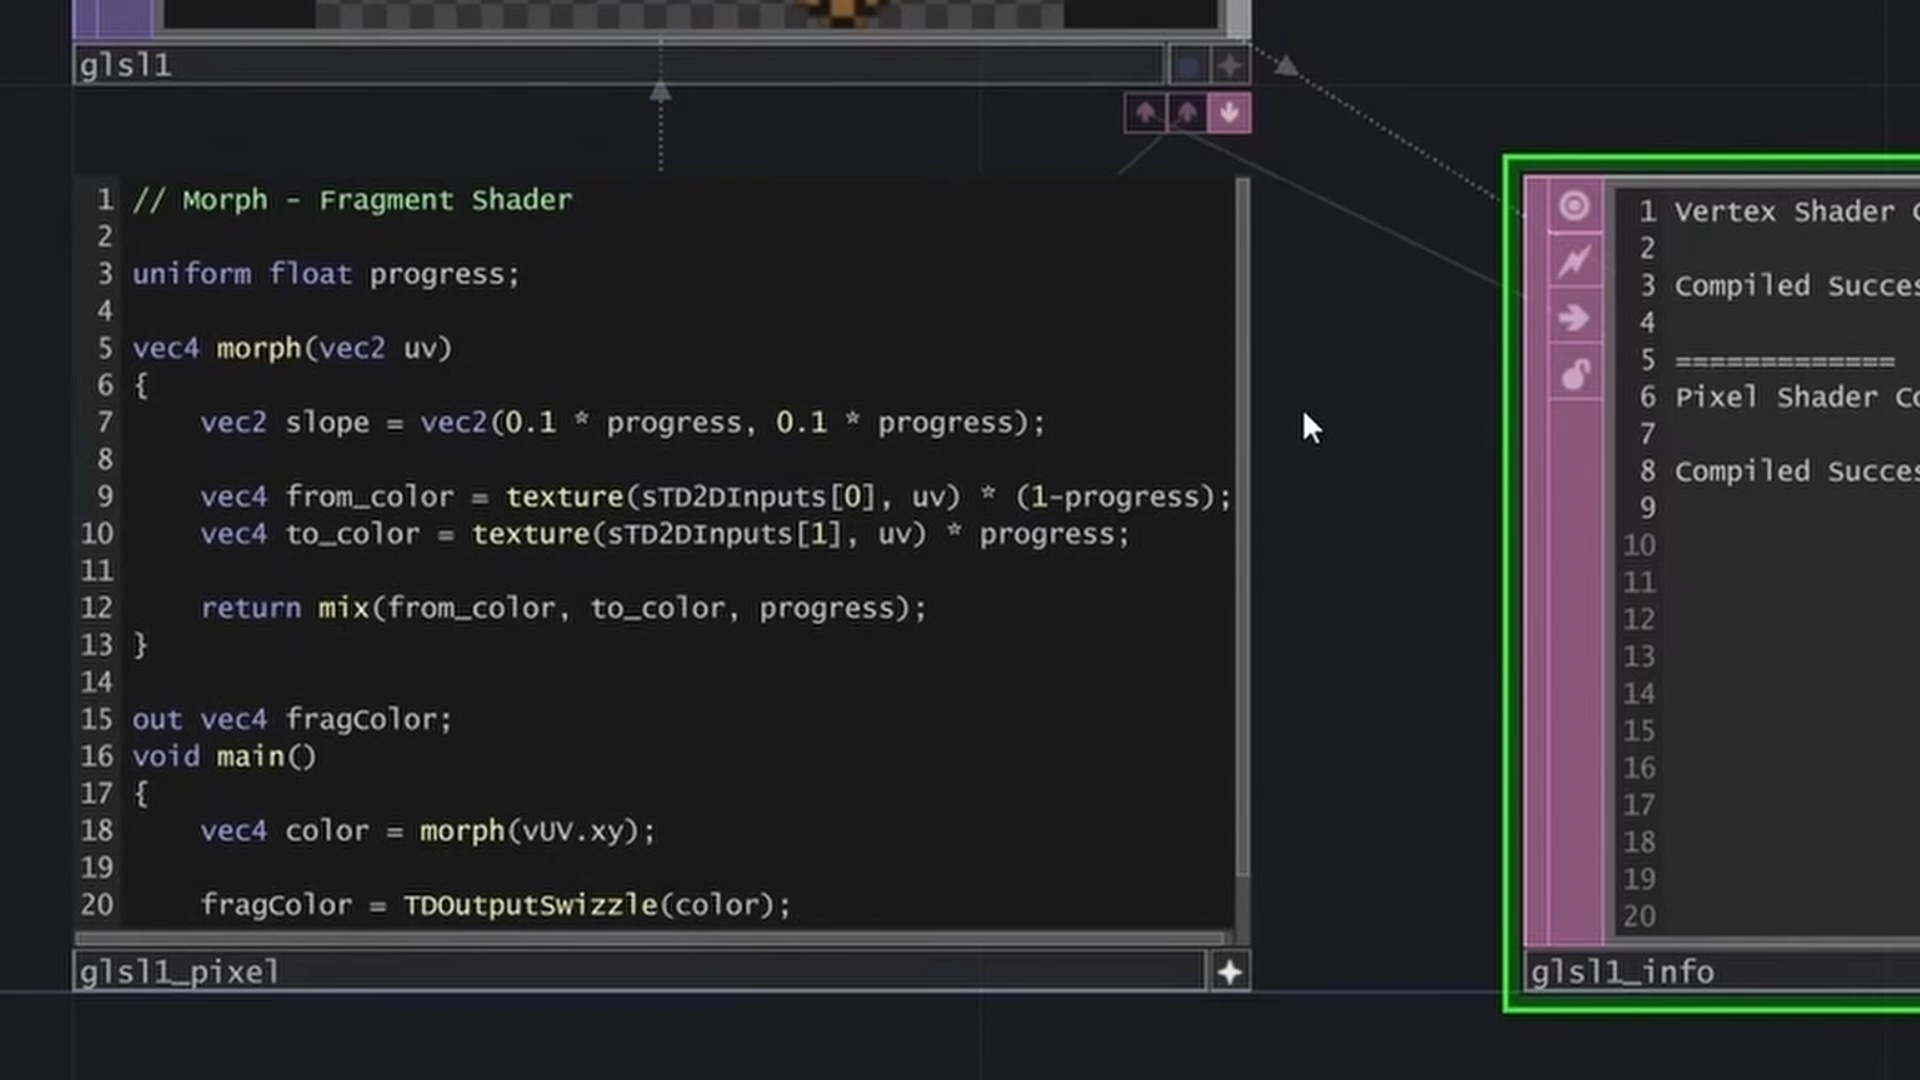 glsl1
1 // Morph - Fragment Shader
2
3 uniform float progress;
4
5 vec4 morph(vec2 uv)
6 {
7     vec2 slope = vec2(0.1 * progress, 0.1 * progress);
8
9     vec4 from_color = texture(sTD2DInputs[0], uv) * (1-progress);
10     vec4 to_color = texture(sTD2DInputs[1], uv) * progress;
11
12     return mix(from_color, to_color, progress);
13 }
14
15 out vec4 fragColor;
16 void main()
17 {
18     vec4 color = morph(vUV.xy);
19
20     fragColor = TDOutputSwizzle(color);
glsl1_pixel
1 Vertex Shader
2
3 Compiled
4
5 =============
6 Pixel Shader
7
8 Compiled
9
10
11
12
13
14
15
16
17
18
19
20
glsl1_info